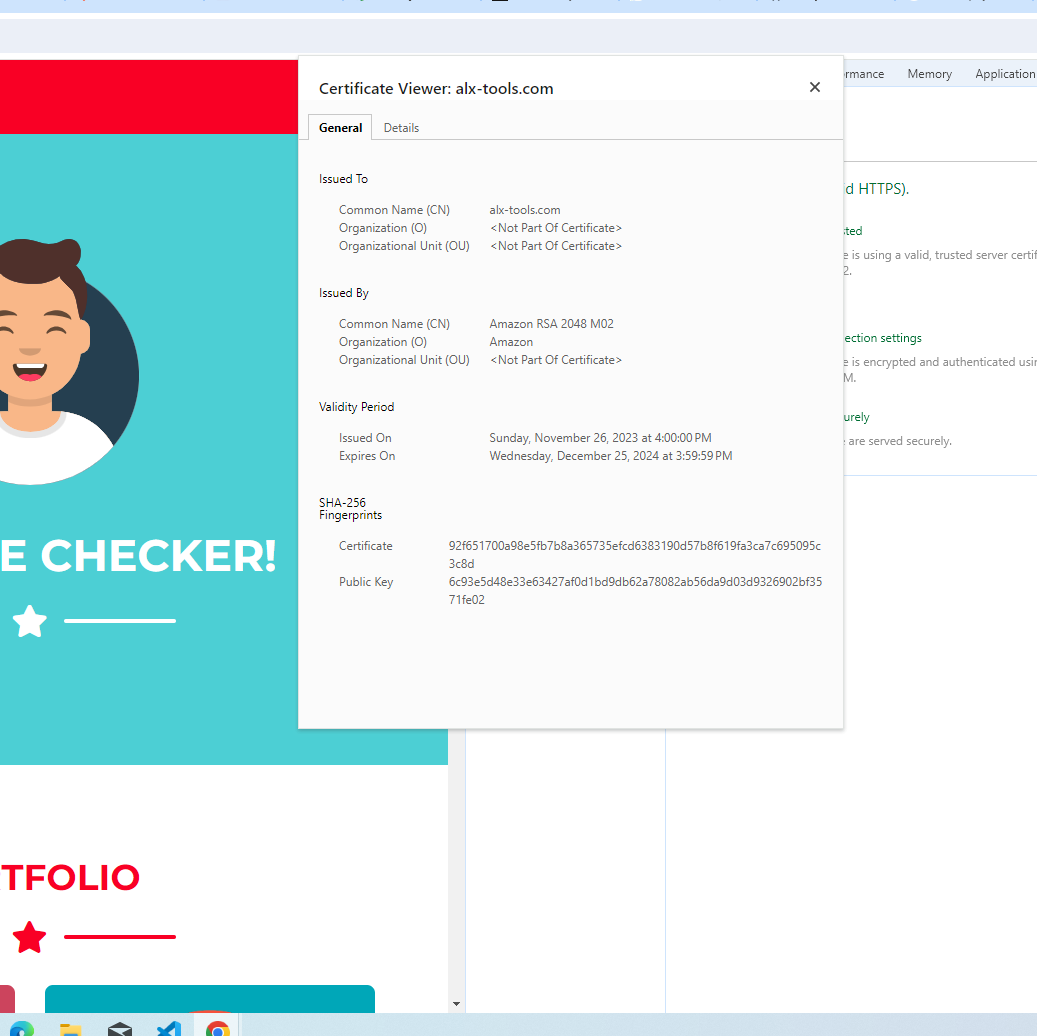 Certificate Viewer: alx-tools.com
rmance Memory Application
General Details
Issued To
Common Name (CN) alx-tools.com
Organization (O) <Not Part Of Certificate>
Organizational Unit (OU) <Not Part Of Certificate>
Issued By
Common Name (CN) Amazon RSA 2048 M02
Organization (O) Amazon
Organizational Unit (OU) <Not Part Of Certificate>
Validity Period
Issued On Sunday, November 26, 2023 at 4:00:00 PM
Expires On Wednesday, December 25, 2024 at 3:59:59 PM
SHA-256
Fingerprints
Certificate 92f651700a98e5fb7b8a365735efcd6383190d57b8f619fa3ca7c695095c
3c8d
Public Key 6c93e5d48e33e63427af0d1bd9db62a78082ab56da9d03d9326902bf35
71fe02
d HTTPS).
sted
e is using a valid, trusted server certif
2.
ection settings
e is encrypted and authenticated usin
M.
urely
are served securely.
E CHECKER!
TFOLIO